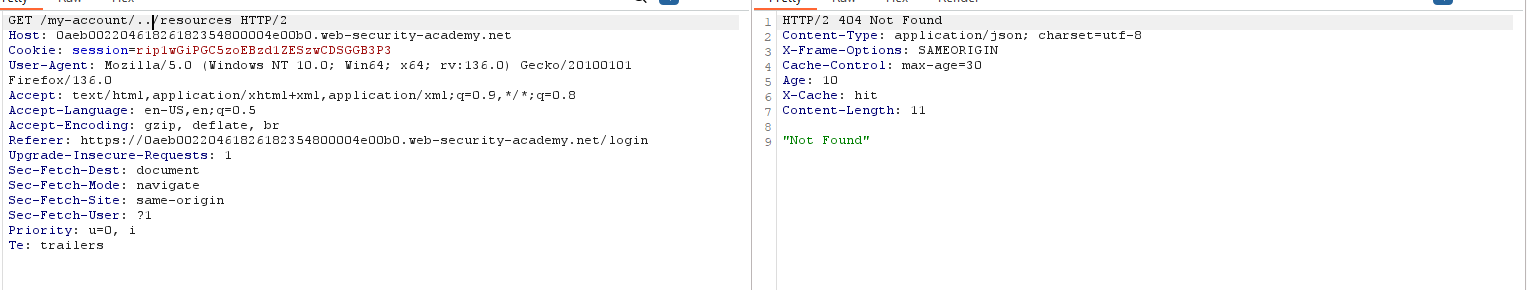 GET /my-account/../resources HTTP/2
Host: 0aeb002204618261823548000​04e00b0.web-security-academy.net
Cookie: session=rip1wGiPGC5zoEBzd1ZESzwCDSGGB3P3
User-Agent: Mozilla/5.0 (Windows NT 10.0; Win64; x64; rv:136.0) Gecko/20100101
Firefox/136.0
Accept: text/html,application/xhtml+xml,application/xml;q=0.9,*/*;q=0.8
Accept-Language: en-US,en;q=0.5
Accept-Encoding: gzip, deflate, br
Referer: https://0aeb00220461826182354800004e00b0.web-security-academy.net/login
Upgrade-Insecure-Requests: 1
Sec-Fetch-Dest: document
Sec-Fetch-Mode: navigate
Sec-Fetch-Site: same-origin
Sec-Fetch-User: ?1
Priority: u=0, i
Te: trailers
1 HTTP/2 404 Not Found
2 Content-Type: application/json; charset=utf-8
3 X-Frame-Options: SAMEORIGIN
4 Cache-Control: max-age=30
5 Age: 10
6 X-Cache: hit
7 Content-Length: 11
8
9 "Not Found"